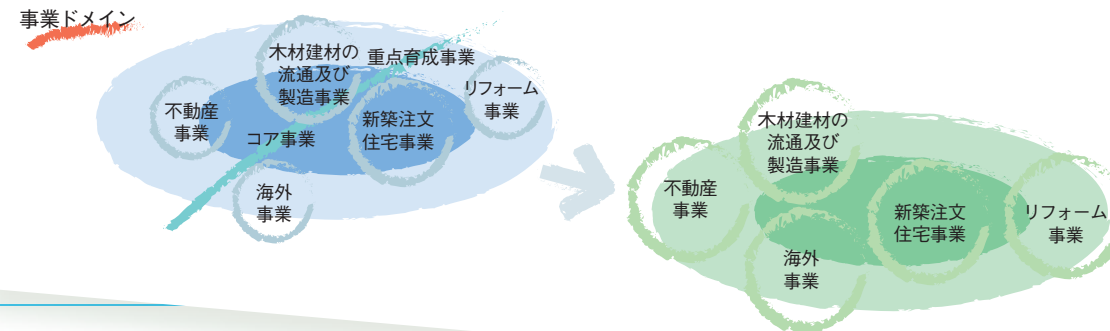 事業ドメイン
木材建材の
流通及び
製造事業
重点育成事業
リフォーム
事業
不動産
事業
コア事業
新築注文
住宅事業
海外
事業
木材建材の
流通及び
製造事業
不動産
事業
新築注文
住宅事業
リフォーム
事業
海外
事業